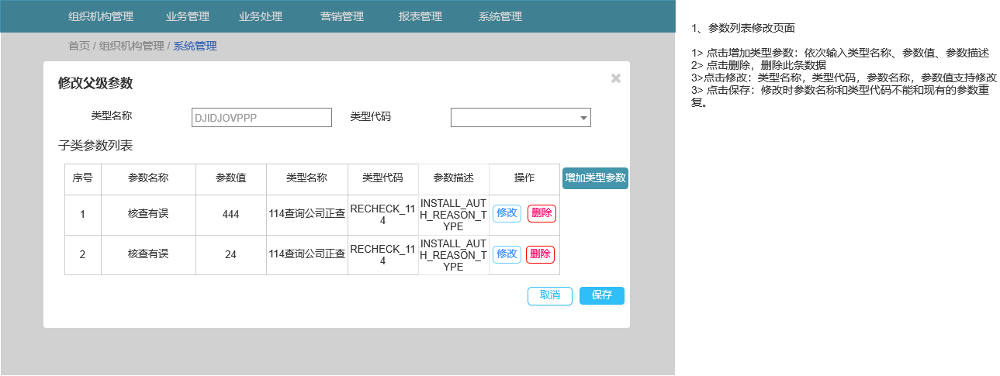 组织机构管理 业务管理 业务处理 营销管理 报表管理 系统管理
首页 / 组织机构管理 / 系统管理
修改父级参数
类型名称 DJIDJOVPPP 类型代码
子类参数列表
序号 参数名称 参数值 类型名称 类型代码 参数描述 操作 增加类型参数
1 核查有误 444 114查询公司正查 RECHECK_11
4 INSTALL_AUT
H_REASON_T
YPE 修改 删除
2 核查有误 24 114查询公司正查 RECHECK_11
4 INSTALL_AUT
H_REASON_T
YPE 修改 删除
取消 保存
1、参数列表修改页面
1> 点击增加类型参数：依次输入类型名称、参数值、参数描述
2> 点击删除，删除此条数据
3>点击修改：类型名称，类型代码，参数名称，参数值支持修改
3> 点击保存：修改时参数名称和类型代码不能和现有的参数重
复。